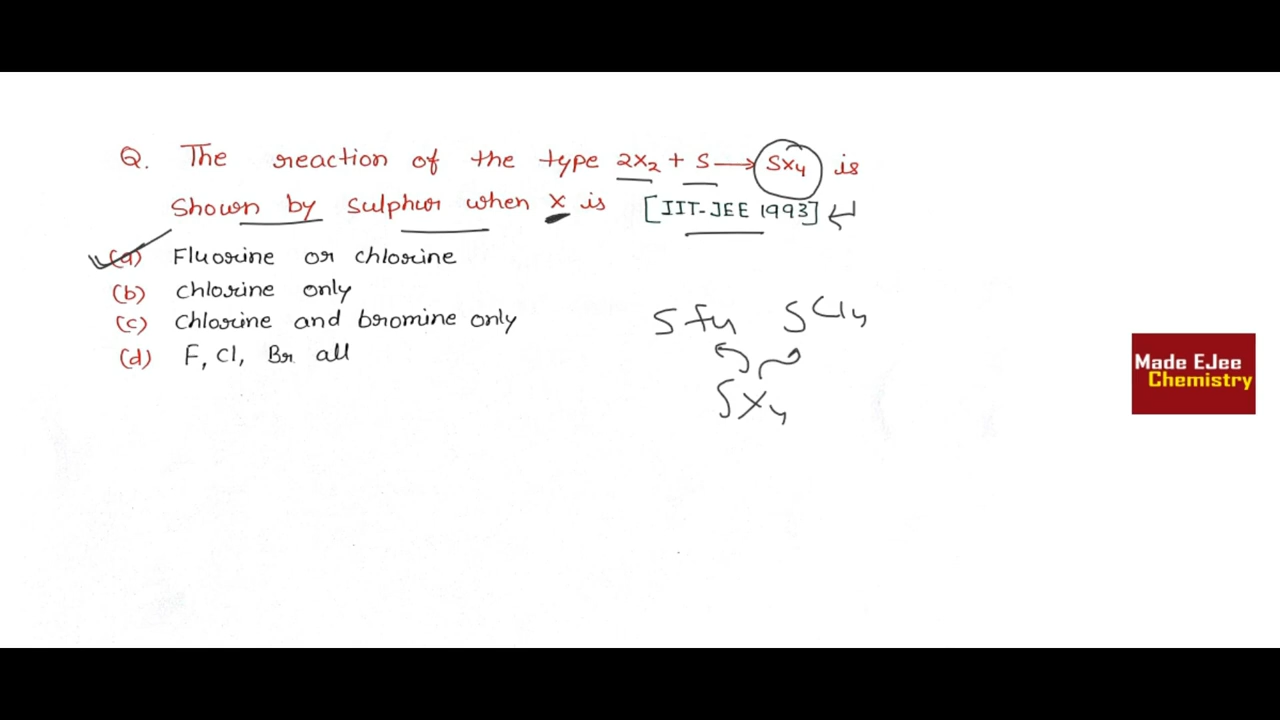 Q. The reaction of the type 2X₂ + S ⟶ SX₄ is
shown by sulphur when X is [IIT-JEE 1993]
(a) Fluorine or chlorine
(b) Chlorine only
(c) Chlorine and bromine only
(d) F, Cl, Br all
SF₄ SCl₄
SX₄
Made EJee
Chemistry